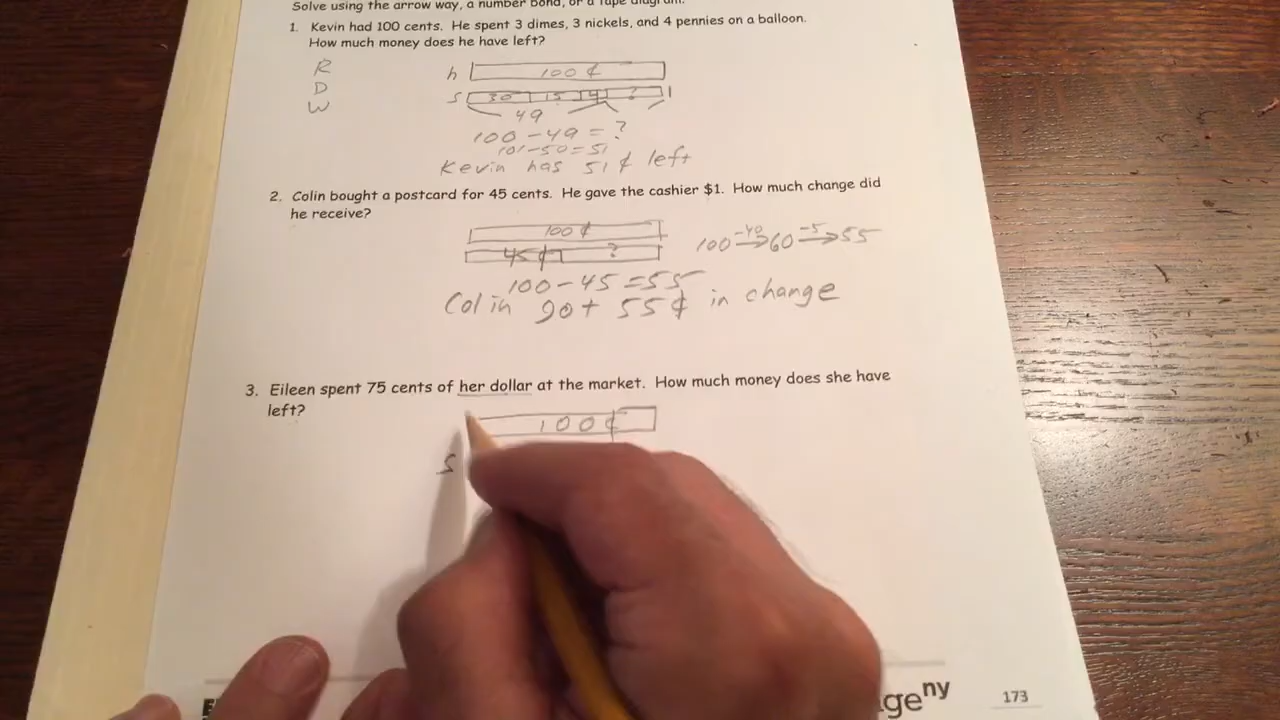 Solve using the arrow way, a number bond, or a tape diagram.
1. Kevin had 100 cents. He spent 3 dimes, 3 nickels, and 4 pennies on a balloon.
How much money does he have left?
R
D
W
h 100 ¢
s 30 15 4 ?
49
100 - 49 = ?
101 - 50 = 51
Kevin has 51 ¢ left
2. Colin bought a postcard for 45 cents. He gave the cashier $1. How much change did
he receive?
100 ¢
45 ¢ ?
100 -40→ 60 -5→ 55
100 - 45 = 55
Colin got 55 ¢ in change
3. Eileen spent 75 cents of her dollar at the market. How much money does she have
left?
100 ¢
s
ny
173